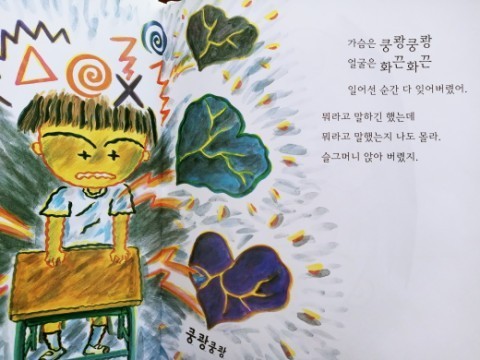 가슴은 쿵쾅쿵쾅
얼굴은 화끈화끈
일어선 순간 다 잊어버렸어.
뭐라고 말하긴 했는데
뭐라고 말했는지 나도 몰라.
슬그머니 앉아 버렸지.
쿵쾅쿵쾅